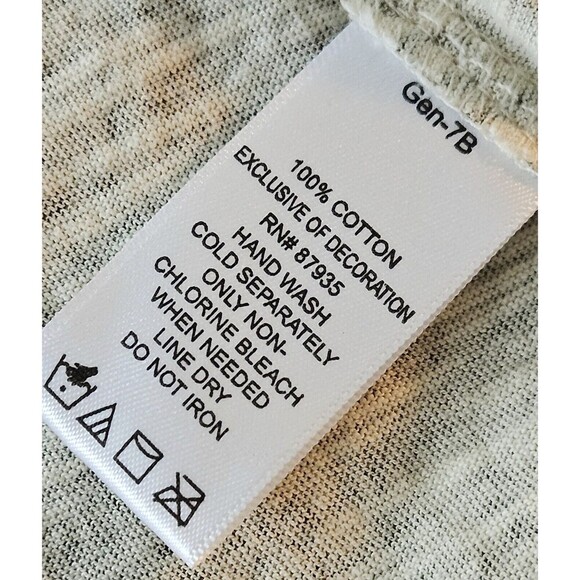 Gen-7B
100% COTTON
EXCLUSIVE OF DECORATION
RN# 87935
HAND WASH
COLD SEPARATELY
ONLY NON-
CHLORINE BLEACH
WHEN NEEDED
LINE DRY
DO NOT IRON